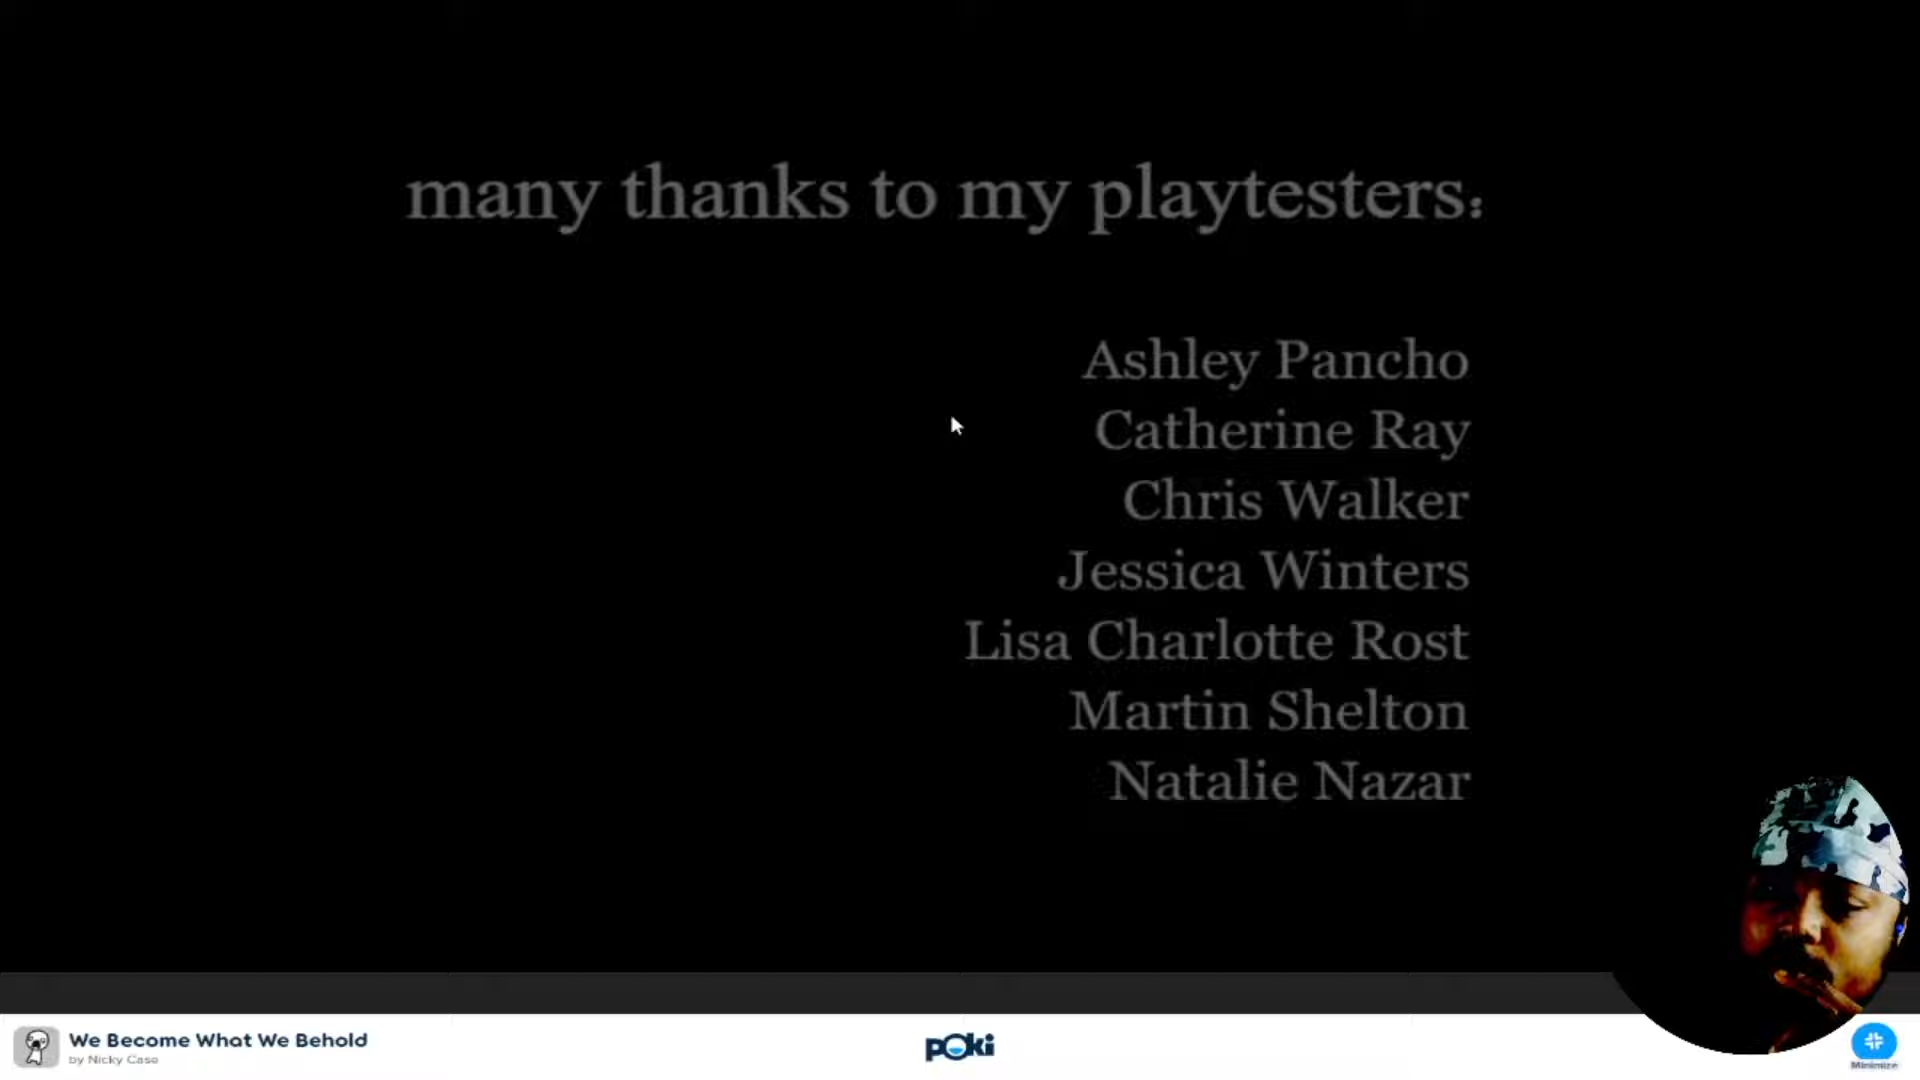 many thanks to my playtesters:
Ashley Pancho
Catherine Ray
Chris Walker
Jessica Winters
Lisa Charlotte Rost
Martin Shelton
Natalie Nazar
We Become What We Behold
by Nicky Case
poki
Minimize